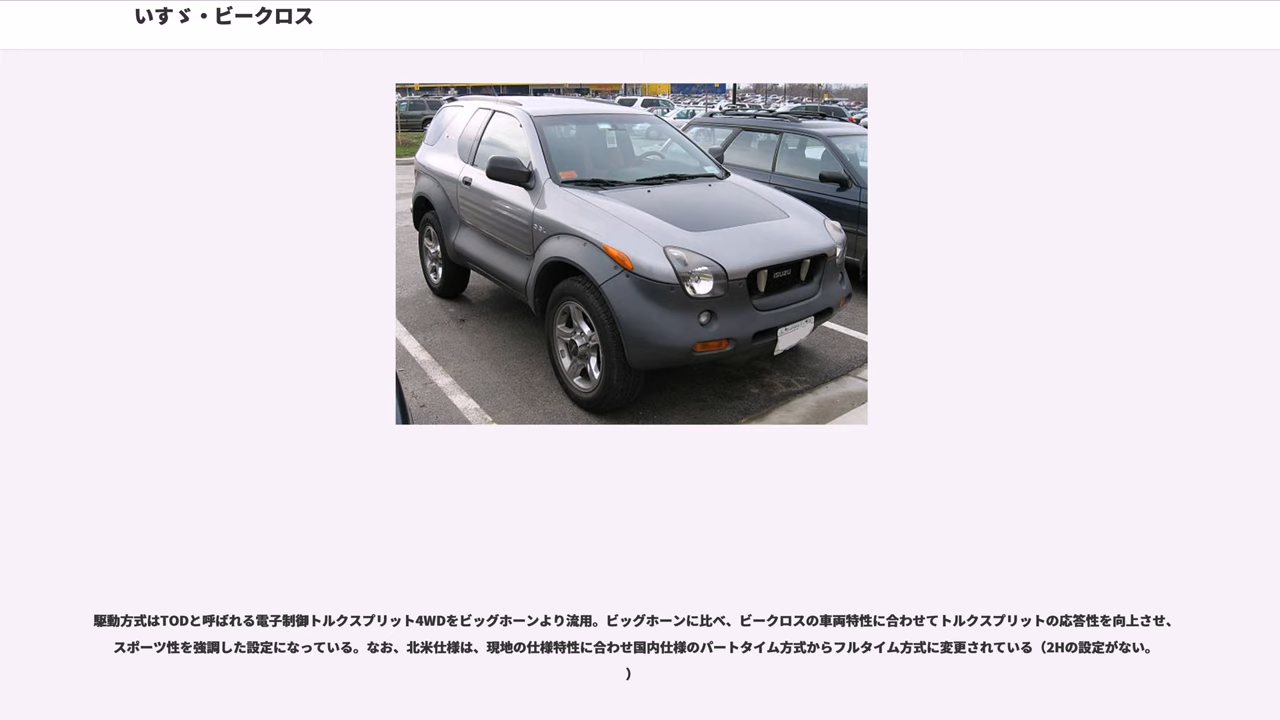 いすゞ・ビークロス
ISUZU
駆動方式はTODと呼ばれる電子制御トルクスプリット4WDをビッグホーンより流用。ビッグホーンに比べ、ビークロスの車両特性に合わせてトルクスプリットの応答性を向上させ、
スポーツ性を強調した設定になっている。なお、北米仕様は、現地の仕様特性に合わせ国内仕様のパートタイム方式からフルタイム方式に変更されている（2Hの設定がない。
）